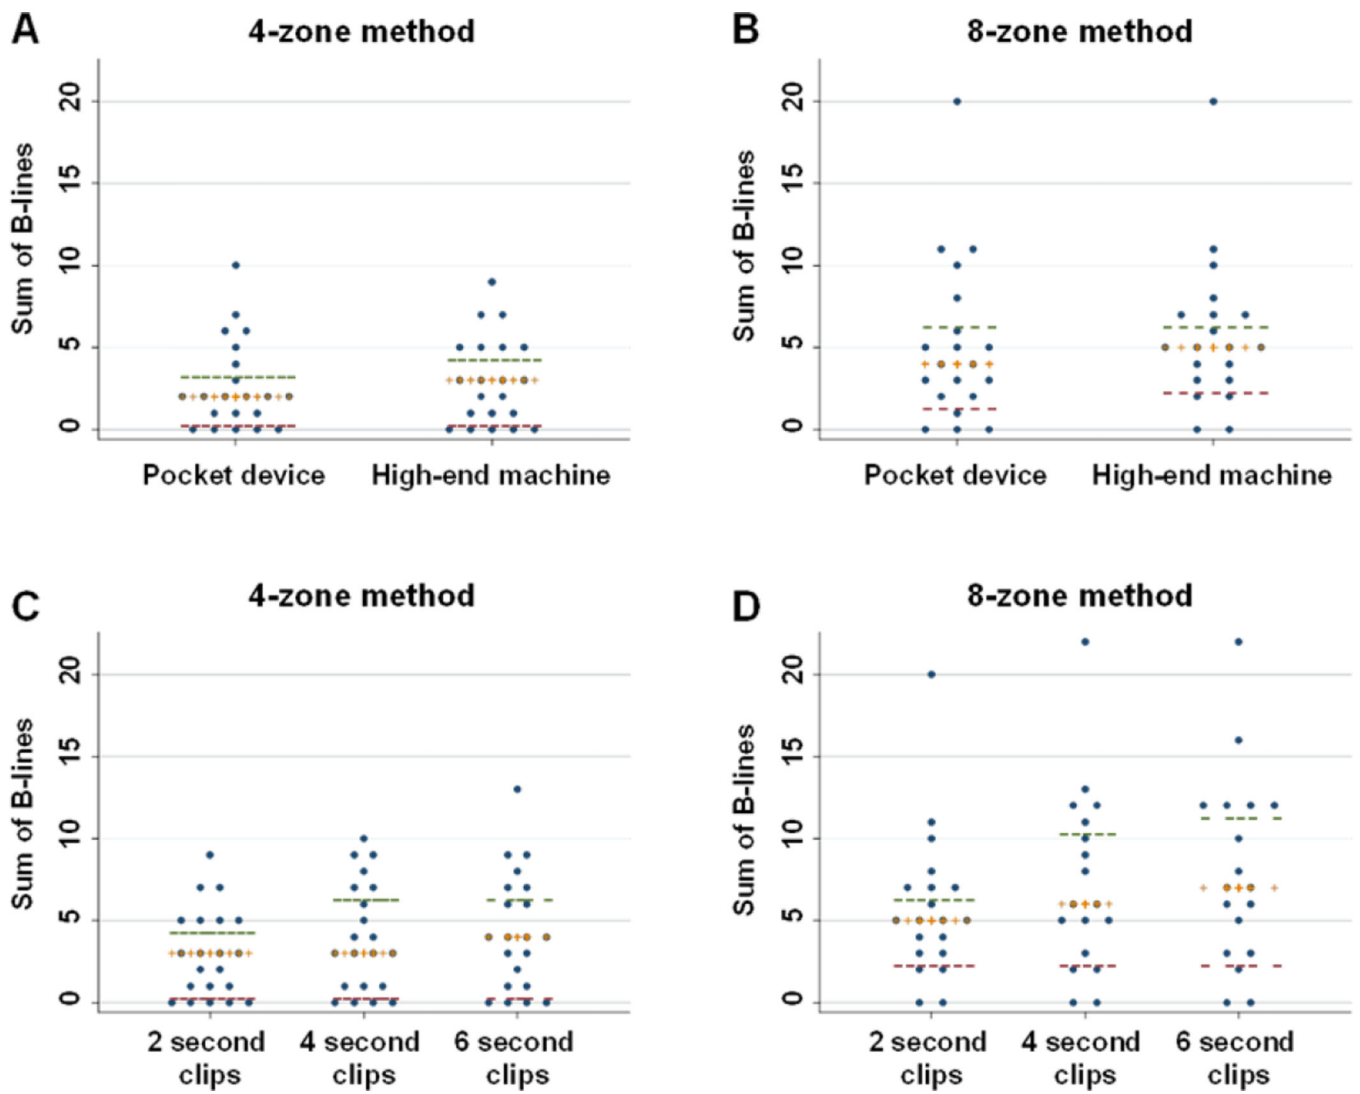 A
4-zone method
Sum of B-lines
20
15
10
5
0
Pocket device
High-end machine
B
8-zone method
Sum of B-lines
20
15
10
5
0
Pocket device
High-end machine
C
4-zone method
Sum of B-lines
20
15
10
5
0
2 second
clips
4 second
clips
6 second
clips
D
8-zone method
Sum of B-lines
20
15
10
5
0
2 second
clips
4 second
clips
6 second
clips